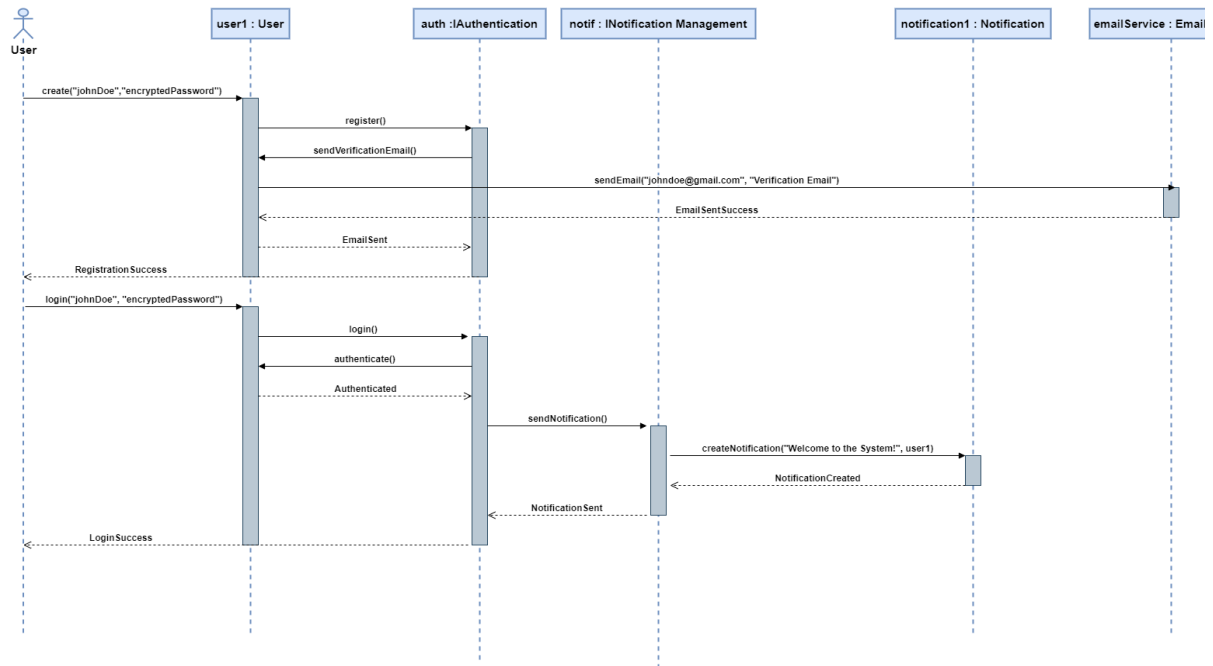 User
user1 : User
auth :IAuthentication
notif : INotification Management
notification1 : Notification
emailService : Email
create("johnDoe","encryptedPassword")
register()
sendVerificationEmail()
sendEmail("johndoe@gmail.com", "Verification Email")
EmailSentSuccess
EmailSent
RegistrationSuccess
login("johnDoe", "encryptedPassword")
login()
authenticate()
Authenticated
sendNotification()
createNotification("Welcome to the System!", user1)
NotificationCreated
NotificationSent
LoginSuccess